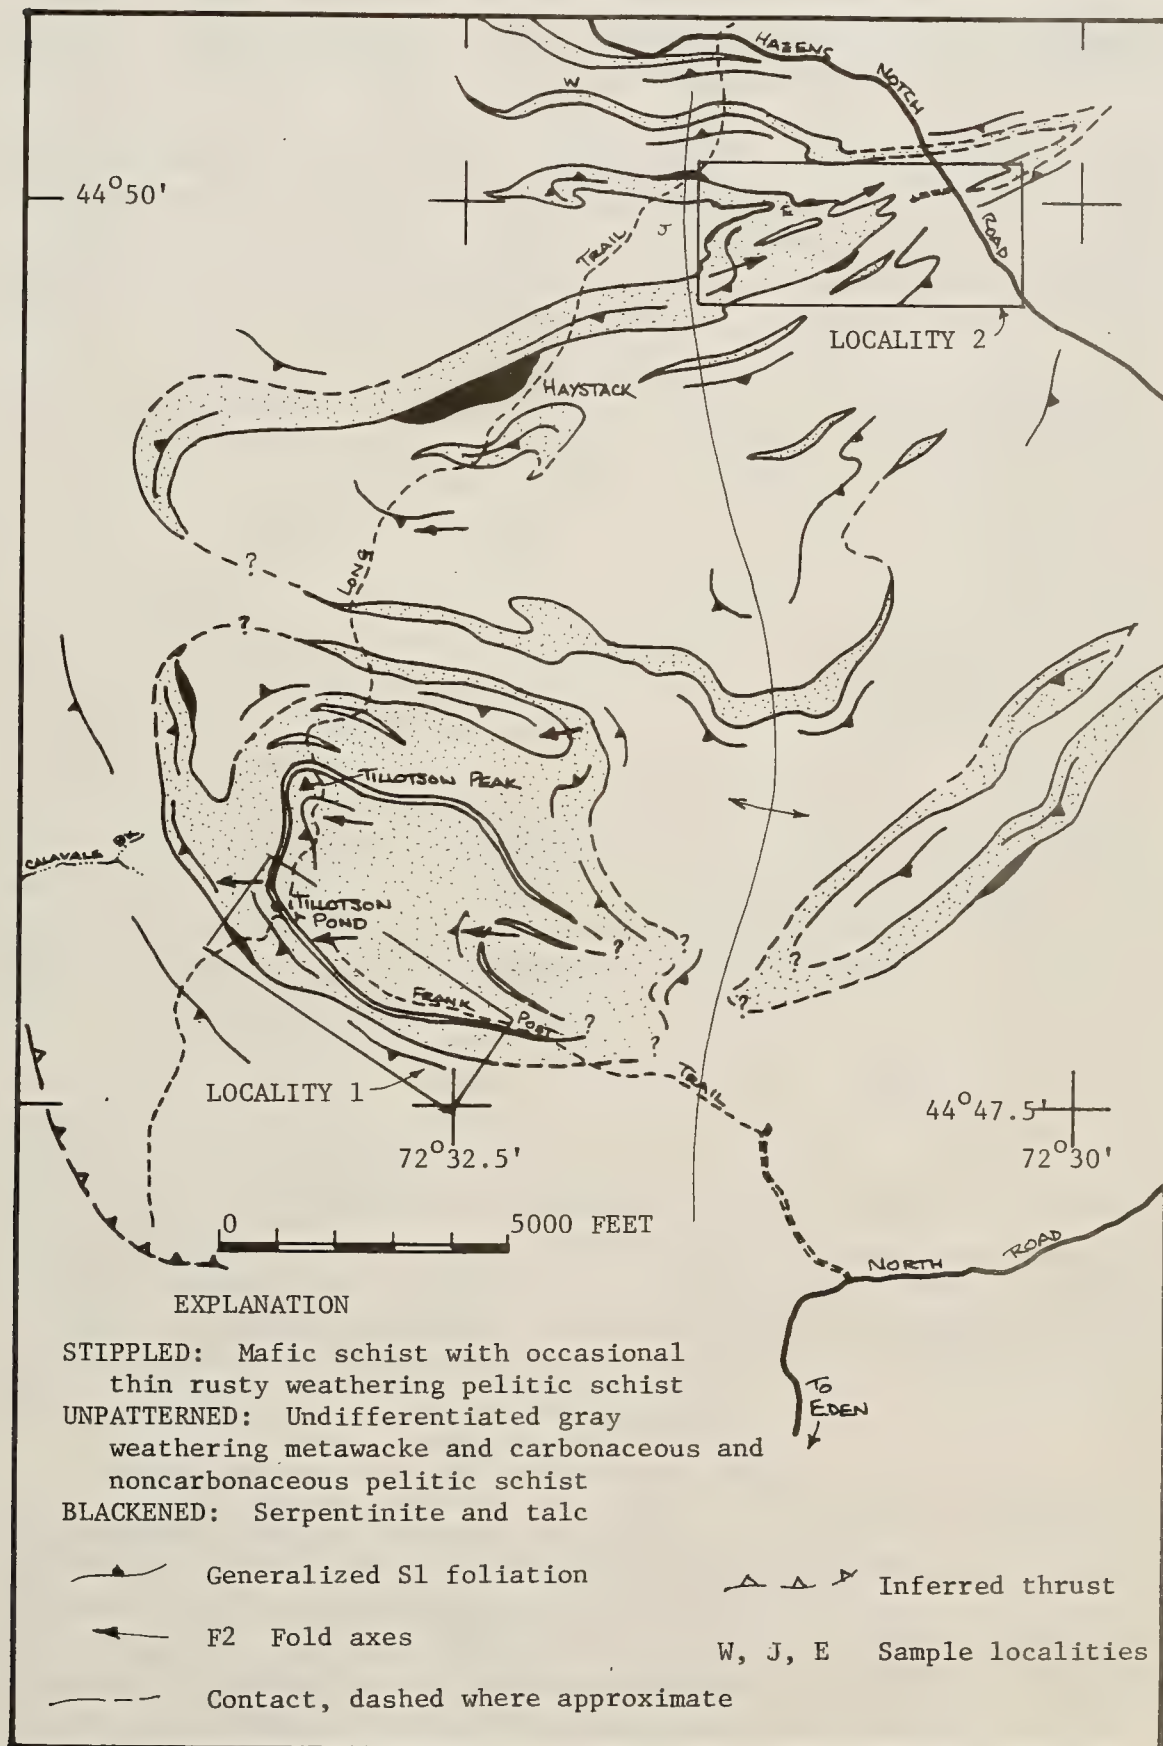 HAZENS
NOTCH
ROAD
W
44°50'
E
J
TRAIL
LOCALITY 2
HAYSTACK
?
LONG
?
TILLOTSON PEAK
CALAVALE BK
TILLOTSON
POND
?
?
?
?
FRANK
POST
?
?
TRAIL
LOCALITY 1
44°47.5'
72°32.5'
72°30'
0
5000 FEET
NORTH
ROAD
TO
EDEN
EXPLANATION
STIPPLED: Mafic schist with occasional
thin rusty weathering pelitic schist
UNPATTERNED: Undifferentiated gray
weathering metawacke and carbonaceous and
noncarbonaceous pelitic schist
BLACKENED: Serpentinite and talc
Generalized S1 foliation
Inferred thrust
F2 Fold axes
W, J, E Sample localities
Contact, dashed where approximate